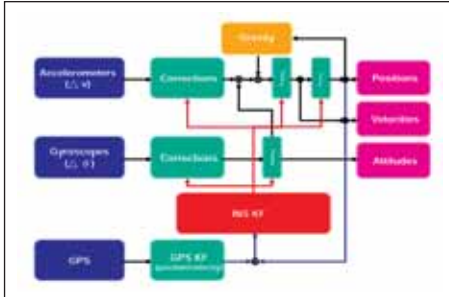 Gravity
Accelerometers
(△ v)
Corrections
Positions
Velocities
Gyroscopes
(△ θ)
Corrections
Attitudes
INS KF
GPS
GPS KF